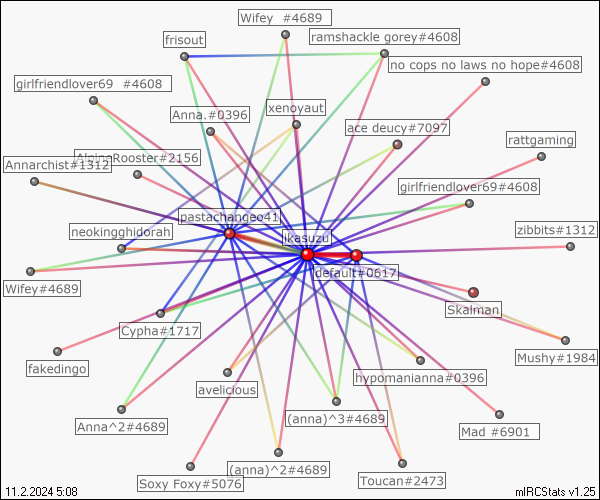 Wifey  #4689
frisout
ramshackle gorey#4608
no cops no laws no hope#4608
girlfriendlover69  #4608
Anna.#0396
xenoyaut
ace deucy#7097
rattgaming
AlpineRooster#2156
Annarchist#1312
girlfriendlover69#4608
pastachangeo41
neokingghidorah
ikasuzu
zibbits#1312
default#0617
Wifey#4689
Skalman
Cypha#1717
Mushy#1984
fakedingo
hypomanianna#0396
avelicious
Anna^2#4689
(anna)^3#4689
Mad #6901
(anna)^2#4689
Toucan#2473
Soxy Foxy#5076
11.2.2024 5:08
mIRCStats v1.25